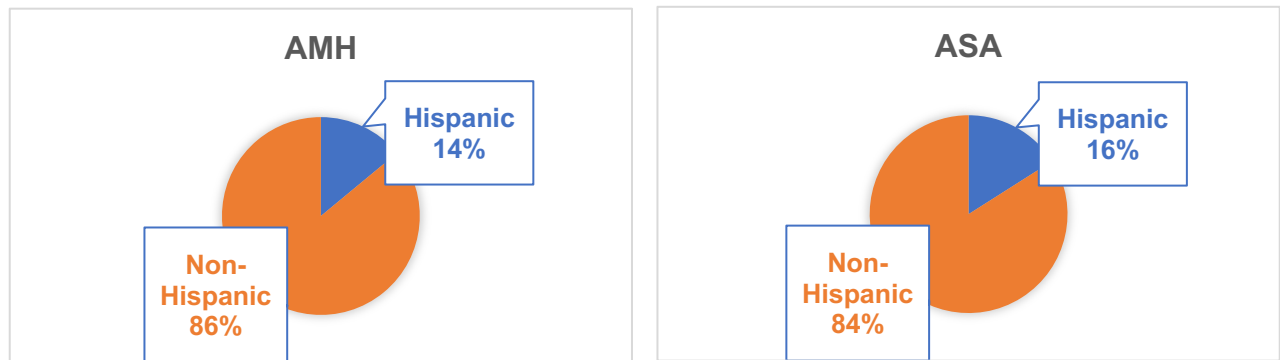 AMH
Hispanic
14%
Non-
Hispanic
86%
ASA
Hispanic
16%
Non-
Hispanic
84%